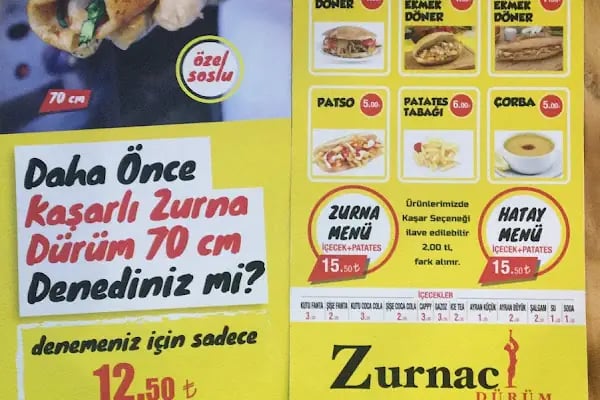 özel
soslu
70 cm
Daha Önce
Kaşarlı Zurna
Dürüm 70 cm
Denediniz mi?
denemeniz için sadece
12.50 ₺
DÖNER
EKMEK
DÖNER
EKMEK
DÖNER
PATSO 5.00
PATATES
TABAĞI 6.00
ÇORBA 5.00
ZURNA
MENÜ
İÇECEK+PATATES
15.50₺
Ürünlerimizde
Kaşar Seçeneği
ilave edilebilir
2,00 tl,
fark alınır.
HATAY
MENÜ
İÇECEK+PATATES
15.50₺
İÇECEKLER
KUTU FANTA ŞİŞE FANTA KUTU COCA COLA ŞİŞE COCA COLA CAPPY GAZOZ ICE TEA AYRAN KÜÇÜK AYRAN BÜYÜK ŞALGAM SU SODA
Zurnacı
DÜRÜM